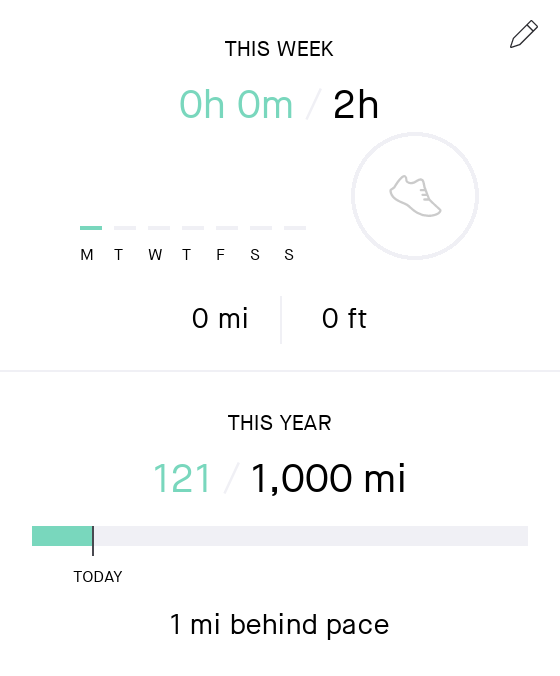 THIS WEEK
0h 0m / 2h
M T W T F S S
0 mi 0 ft
THIS YEAR
121 / 1,000 mi
TODAY
1 mi behind pace